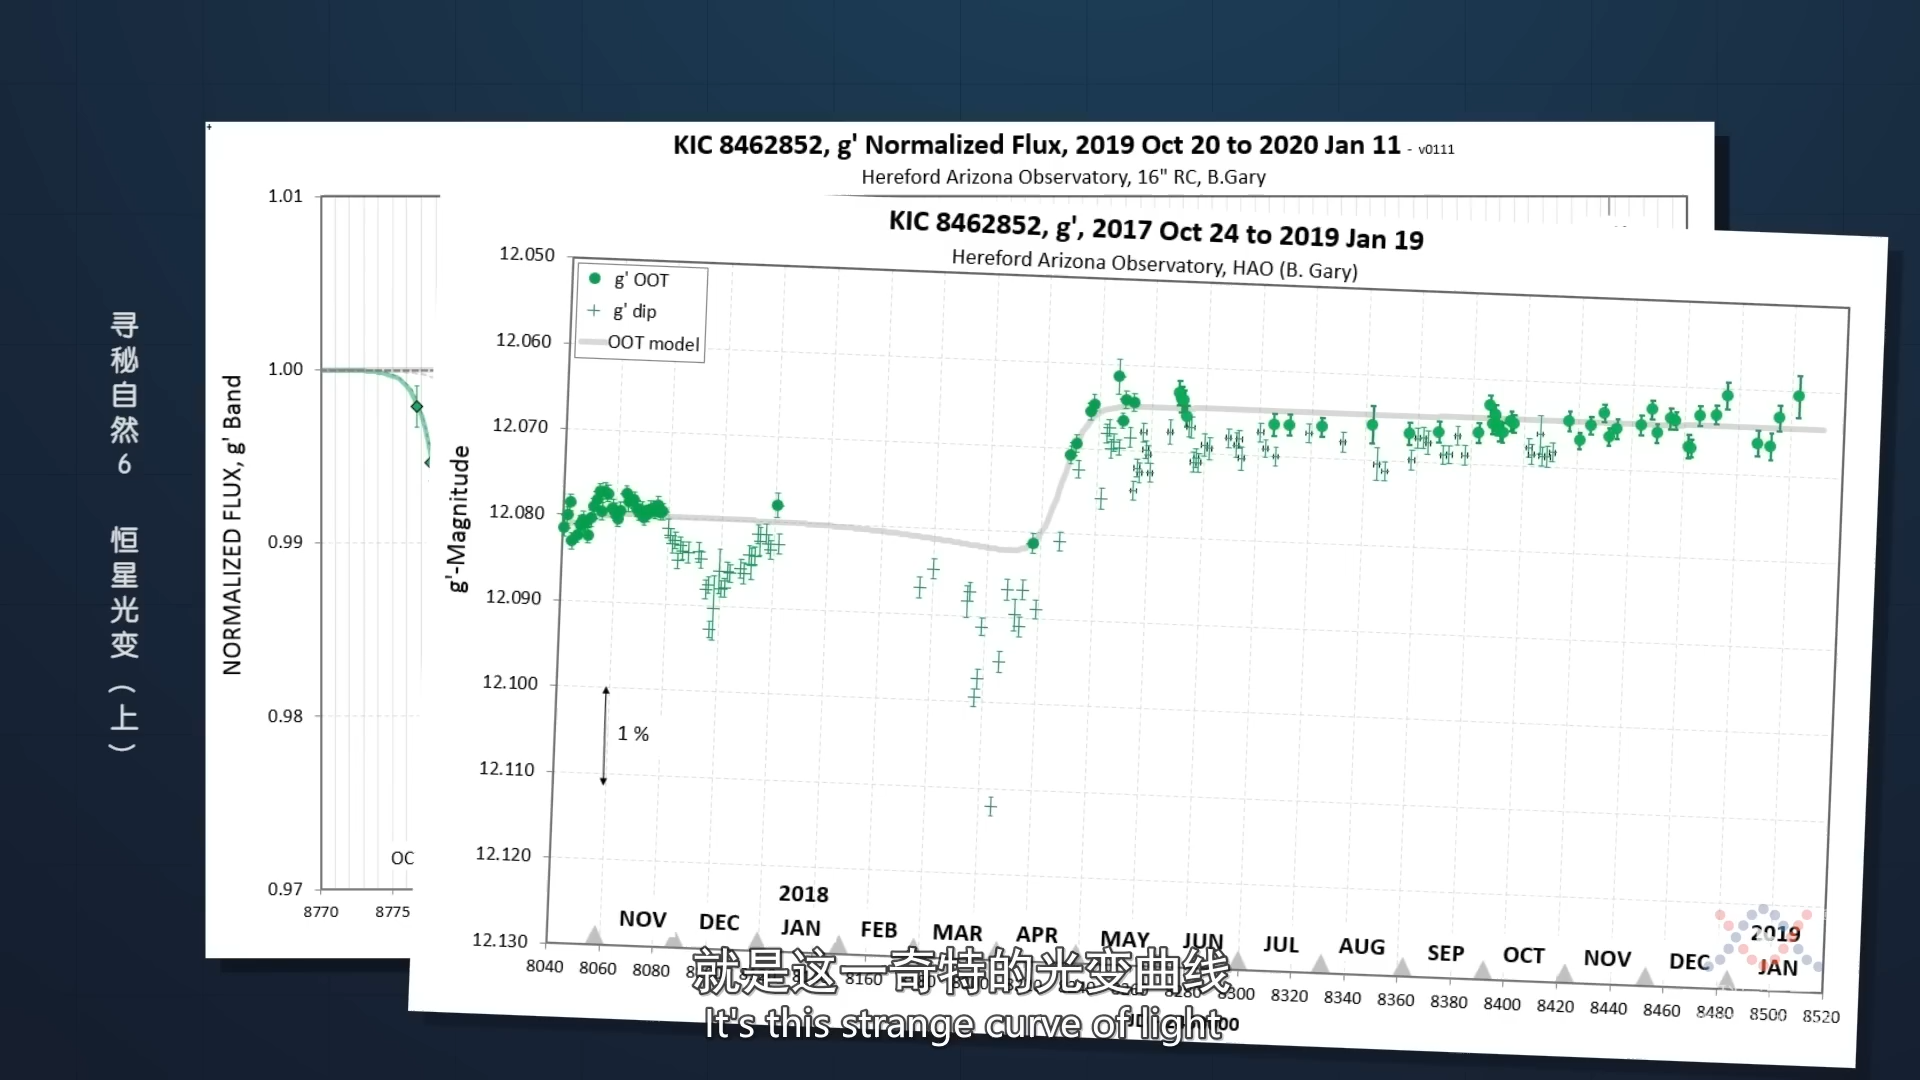 KIC 8462852, g' Normalized Flux, 2019 Oct 20 to 2020 Jan 11 - v0111
Hereford Arizona Observatory, 16" RC, B.Gary
NORMALIZED FLUX, g' Band
1.01
1.00
0.99
0.98
0.97
OC
8770
8775
KIC 8462852, g', 2017 Oct 24 to 2019 Jan 19
Hereford Arizona Observatory, HAO (B. Gary)
g' OOT
g' dip
OOT model
g'-Magnitude
12.050
12.060
12.070
12.080
12.090
12.100
12.110
12.120
12.130
1 %
2018
2019
NOV DEC JAN FEB MAR APR MAY JUN JUL AUG SEP OCT NOV DEC JAN
8040 8060 8080 8160 8280 8300 8320 8340 8360 8380 8400 8420 8440 8460 8480 8500 8520
寻秘自然6 恒星光变（上）
就是这一奇特的光变曲线
It's this strange curve of light